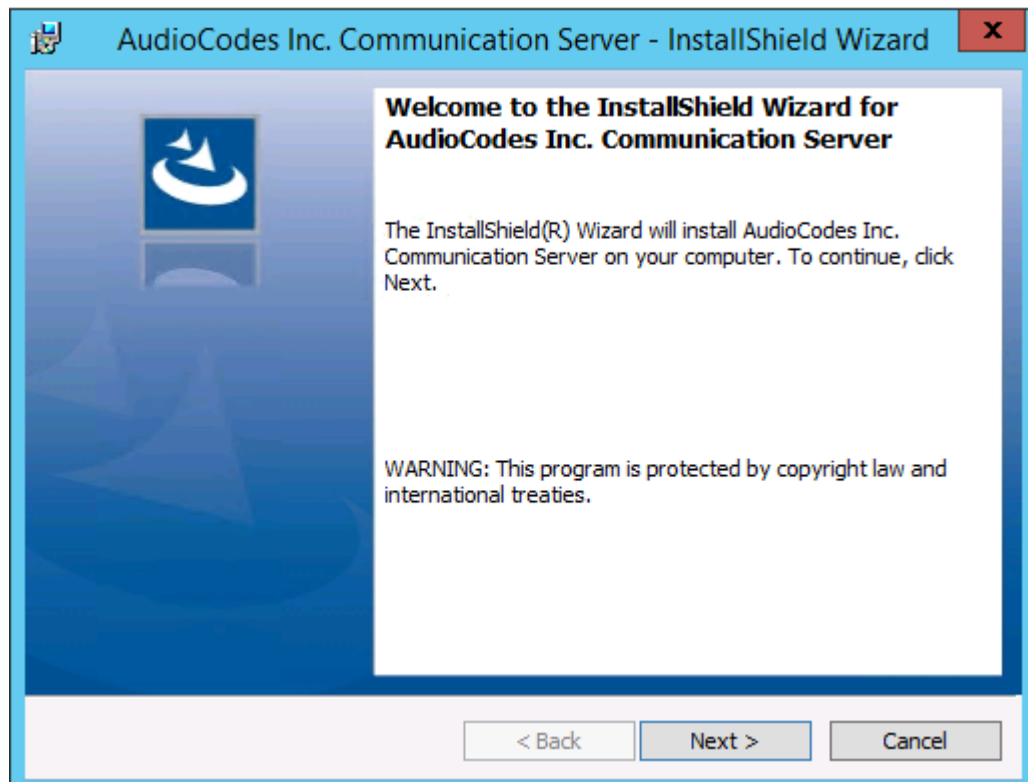 AudioCodes Inc. Communication Server - InstallShield Wizard
x
Welcome to the InstallShield Wizard for
AudioCodes Inc. Communication Server
The InstallShield(R) Wizard will install AudioCodes Inc.
Communication Server on your computer. To continue, click
Next.
WARNING: This program is protected by copyright law and
international treaties.
< Back
Next >
Cancel